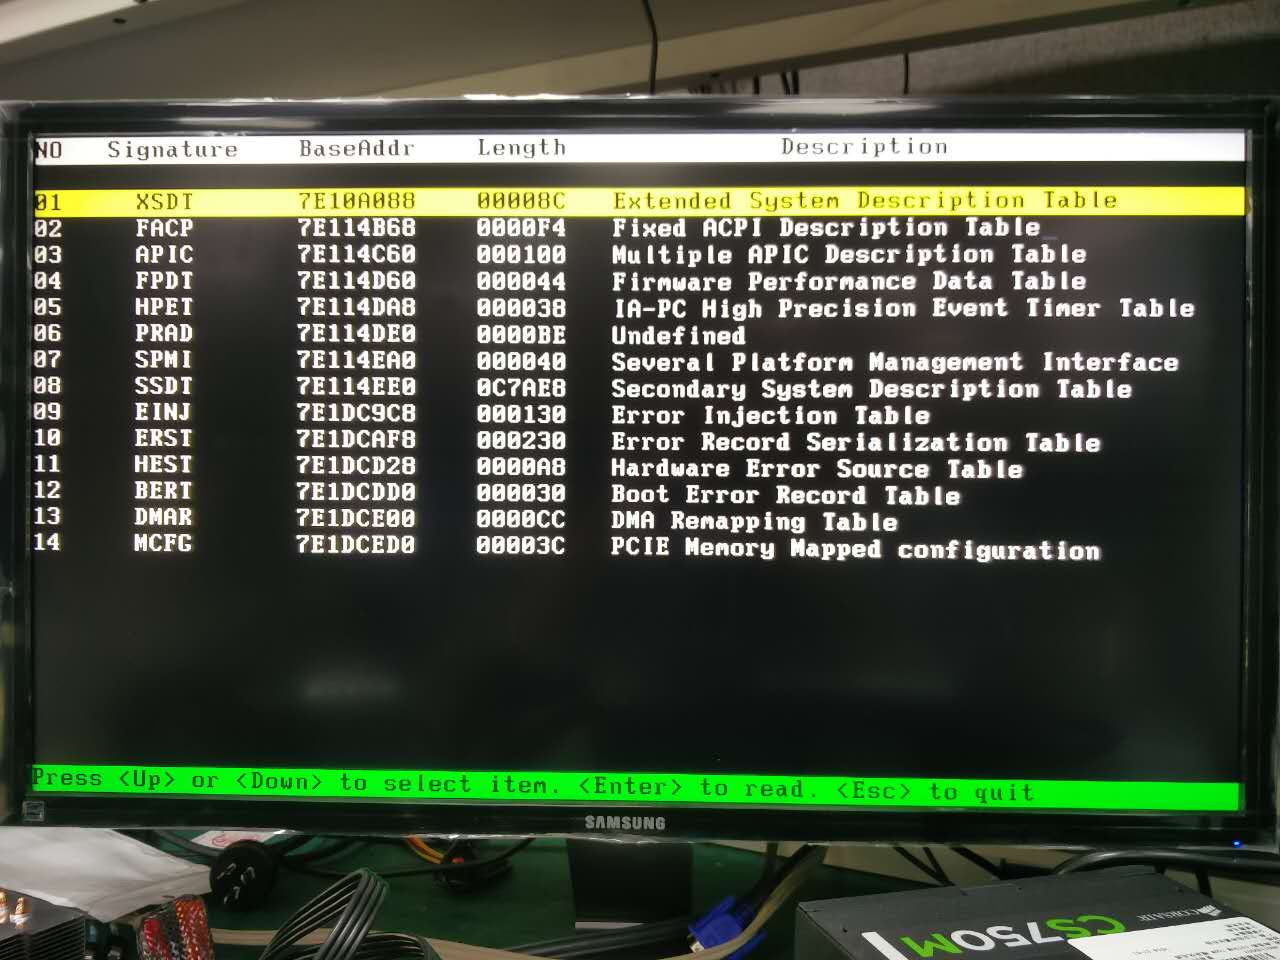 NO Signature BaseAddr Length Description
01 XSDT 7E10A088 00008C Extended System Description Table
02 FACP 7E114B68 0000F4 Fixed ACPI Description Table
03 APIC 7E114C60 000100 Multiple APIC Description Table
04 FPDT 7E114D60 000044 Firmware Performance Data Table
05 HPET 7E114DA8 000038 IA-PC High Precision Event Timer Table
06 PRAD 7E114DE0 0000BE Undefined
07 SPMI 7E114EA0 000040 Several Platform Management Interface
08 SSDT 7E114EE0 0C7AE8 Secondary System Description Table
09 EINJ 7E1DC9C8 000130 Error Injection Table
10 ERST 7E1DCAF8 000230 Error Record Serialization Table
11 HEST 7E1DCD28 0000A8 Hardware Error Source Table
12 BERT 7E1DCDD0 000030 Boot Error Record Table
13 DMAR 7E1DCE00 0000CC DMA Remapping Table
14 MCFG 7E1DCED0 00003C PCIE Memory Mapped configuration
Press <Up> or <Down> to select item. <Enter> to read. <Esc> to quit
SAMSUNG
CORSAIR
CS750M